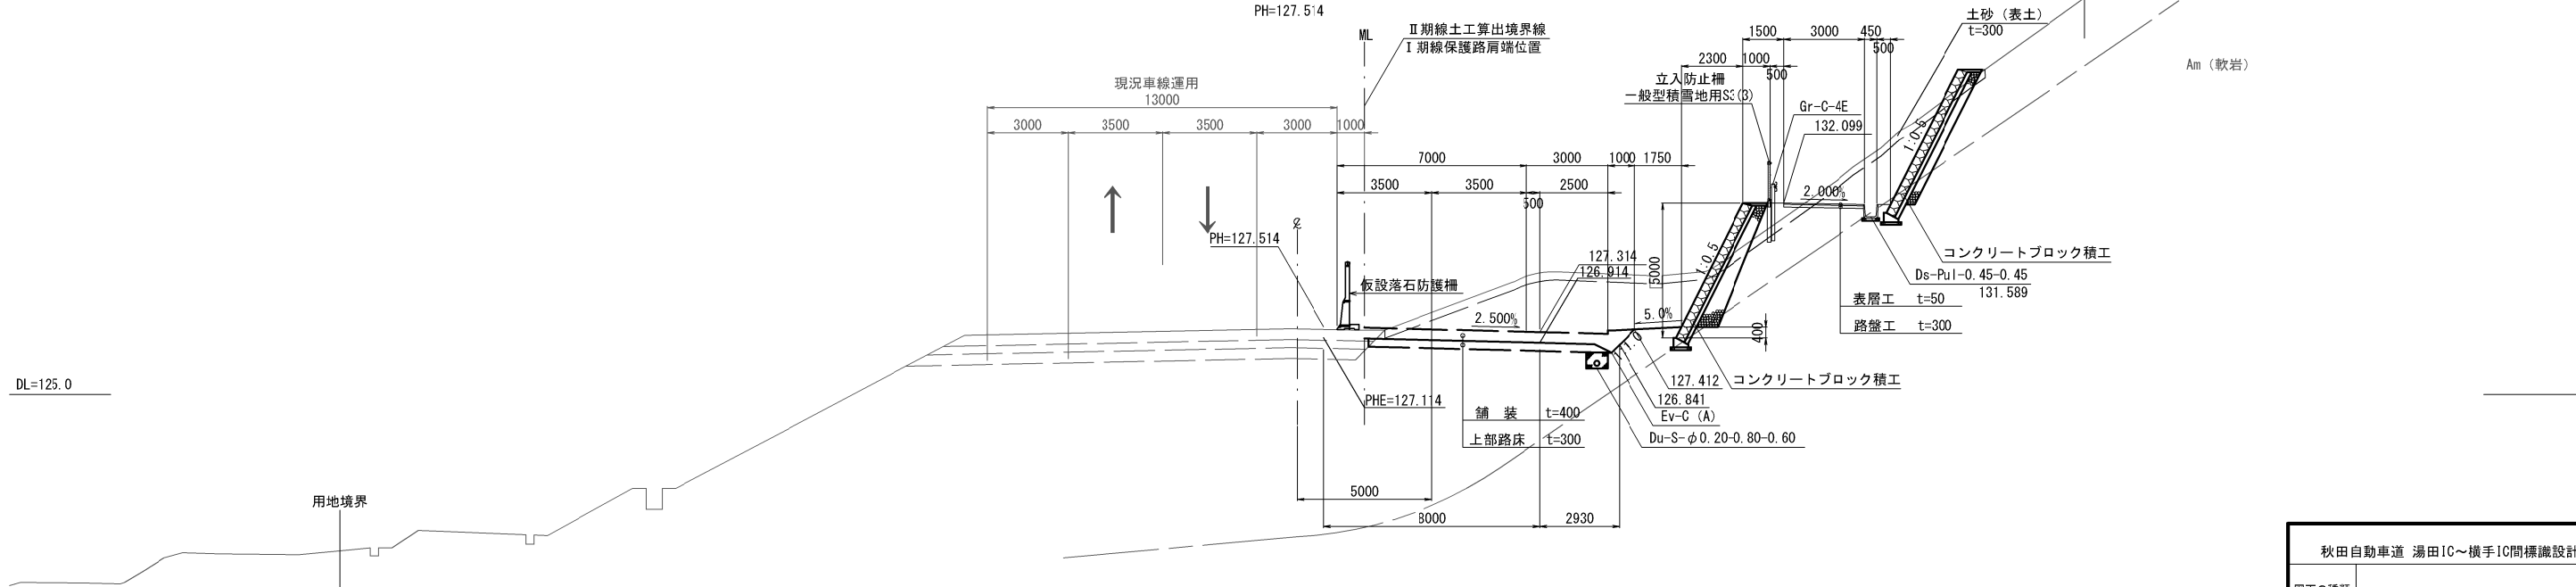 PH=127.514
土砂（表土）
t=300
Ⅱ期線土工算出境界線
Ⅰ期線保護路肩端位置
ML
1500
3000
450
500
2300
1000
500
Am（軟岩）
現況車線運用
13000
立入防止柵
一般型積雪地用S3(3)
Gr-C-4E
132.099
3000
3500
3500
3000
1000
1:0.5
7000
3000
1000
1750
3500
3500
2500
500
2.000%
PH=127.514
127.314
126.914
5000
1:0.5
コンクリートブロック積工
Ds-Pul-0.45-0.45
131.589
仮設落石防護柵
表層工 t=50
路盤工 t=300
2.500%
5.0%
400
1:1.0
DL=125.0
127.412
コンクリートブロック積工
PHE=127.114
126.841
舗 装 t=400
Ev-C（A）
上部路床 t=300
Du-S-φ0.20-0.80-0.60
5000
用地境界
8000
2930
秋田自動車道 湯田IC～横手IC間標識設計